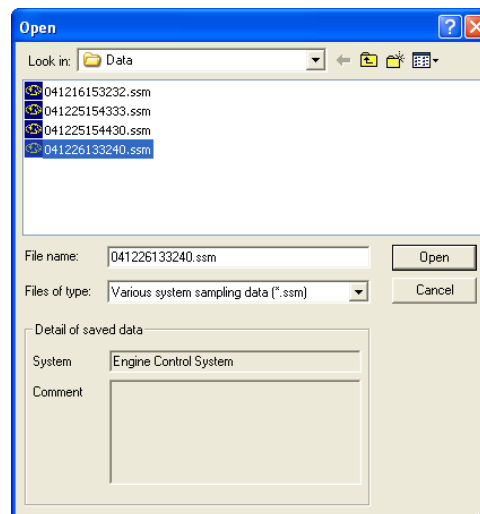 Open
Look in: Data
041216153232.ssm
041225154333.ssm
041225154430.ssm
041226133240.ssm
File name: 041226133240.ssm Open
Files of type: Various system sampling data (*.ssm) Cancel
Detail of saved data
System Engine Control System
Comment